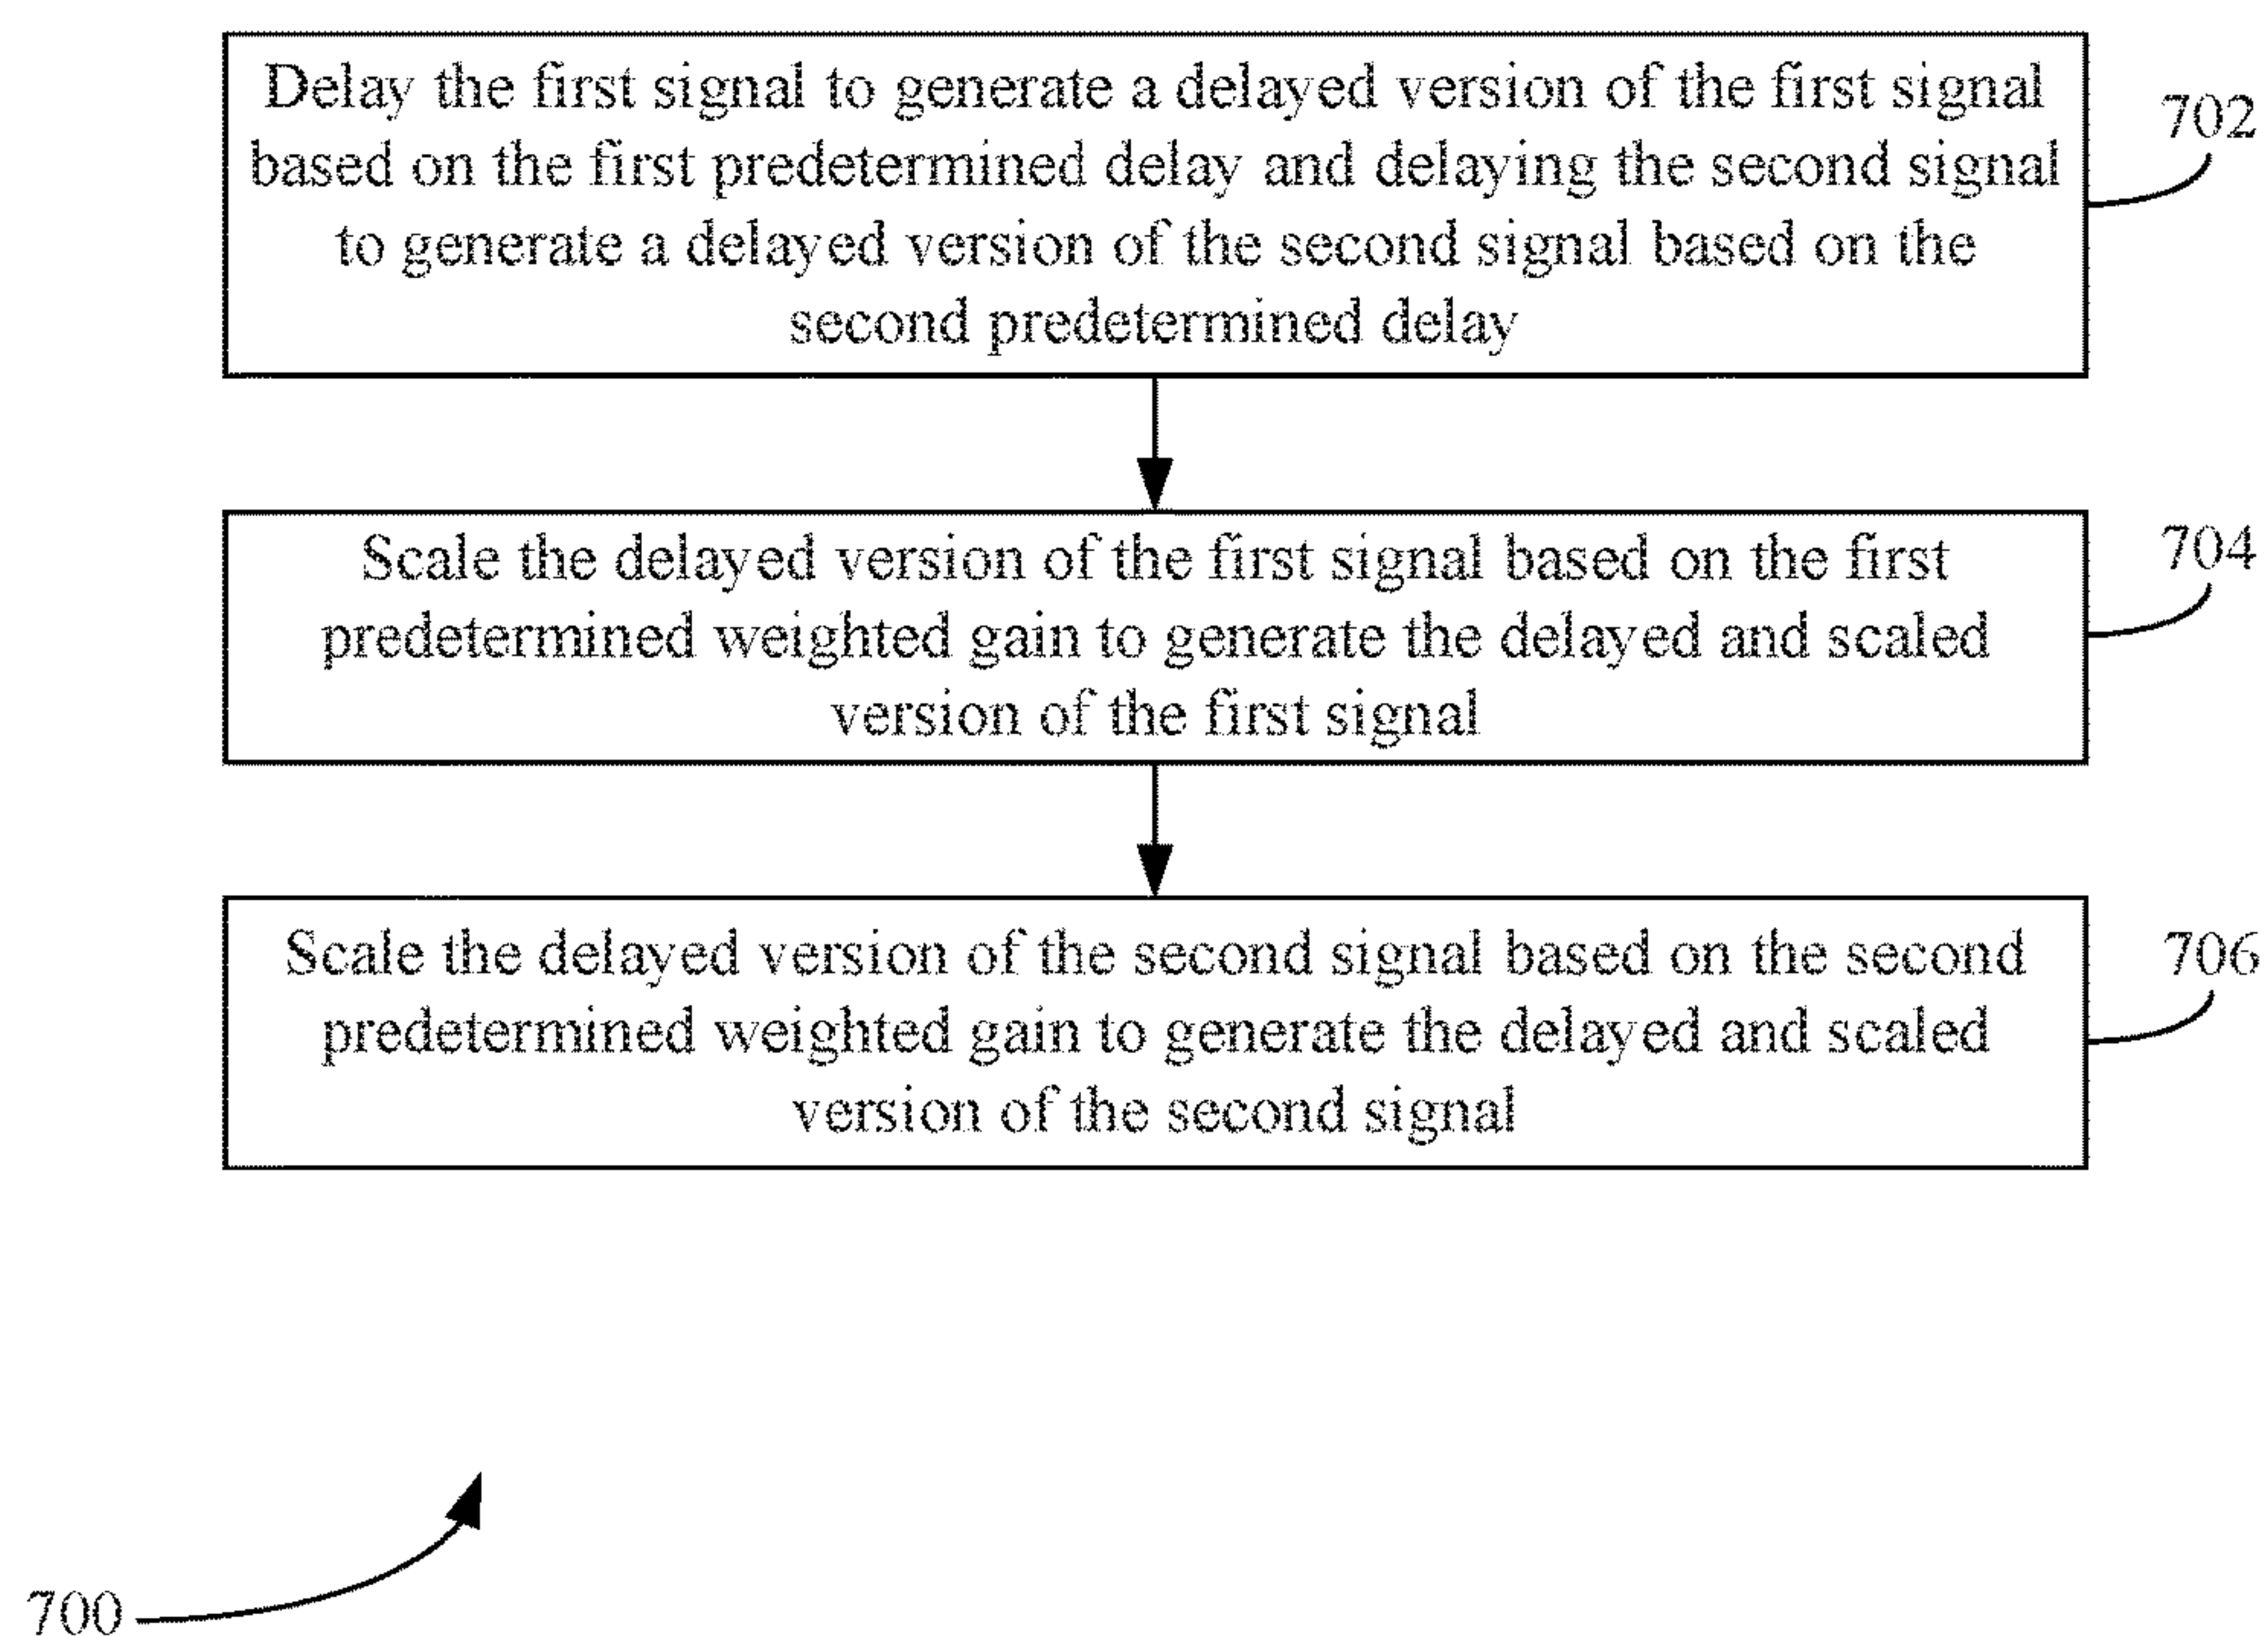 Delay the first signal to generate a delayed version of the first signal
based on the first predetermined delay and delaying the second signal
to generate a delayed version of the second signal based on the
second predetermined delay
702
Scale the delayed version of the first signal based on the first
predetermined weighted gain to generate the delayed and scaled
version of the first signal
704
Scale the delayed version of the second signal based on the second
predetermined weighted gain to generate the delayed and scaled
version of the second signal
706
700